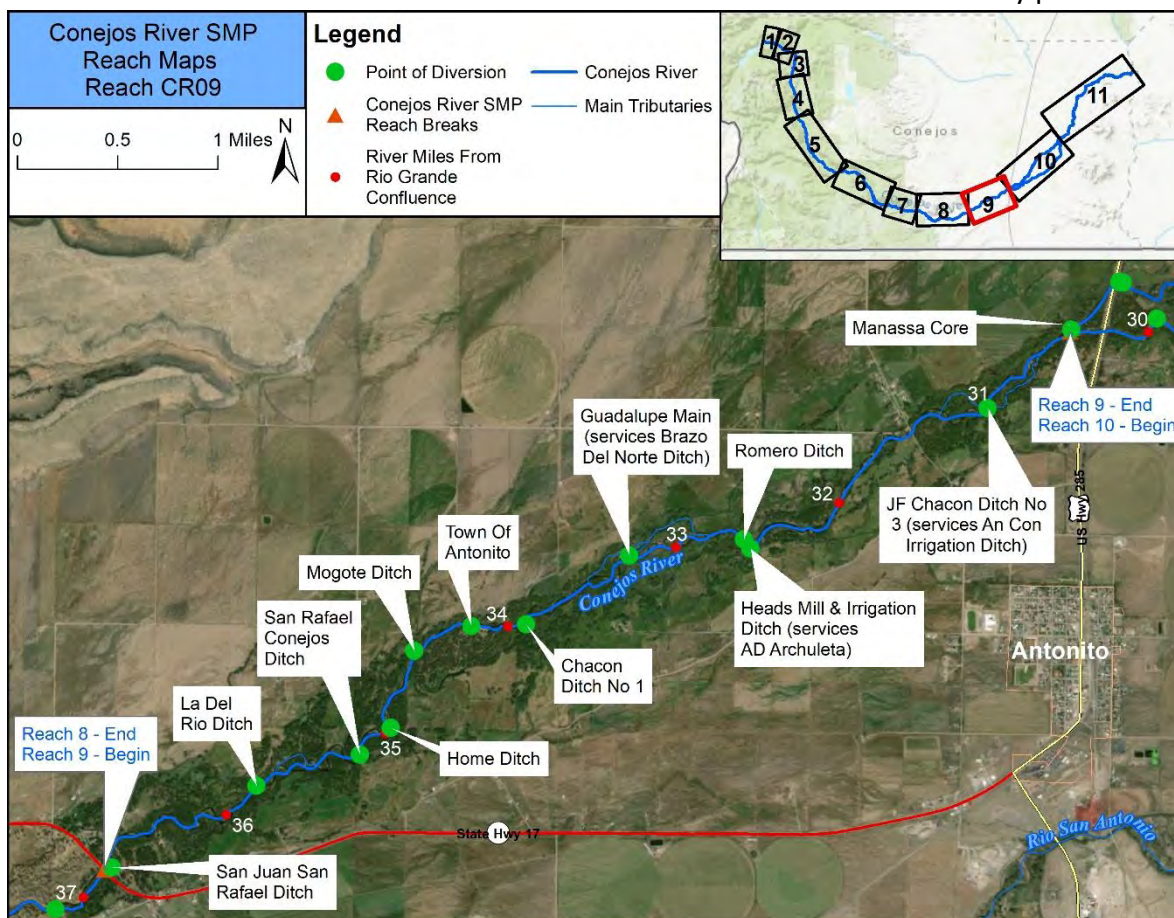 Conejos River SMP
Reach Maps
Reach CR09
0 0.5 1 Miles
N
Legend
Point of Diversion
Conejos River SMP
Reach Breaks
River Miles From
Rio Grande
Confluence
Conejos River
Main Tributaries
1
2
3
4
5
6
7
8
9
10
11
Conejos
Manassa Core
30
31
Reach 9 - End
Reach 10 - Begin
Guadalupe Main
(services Brazo
Del Norte Ditch)
Romero Ditch
32
JF Chacon Ditch No
3 (services An Con
Irrigation Ditch)
US Hwy 285
Town Of
Antonito
33
Conejos River
Mogote Ditch
34
Heads Mill & Irrigation
Ditch (services
AD Archuleta)
San Rafael
Conejos
Ditch
Chacon
Ditch No 1
Antonito
La Del
Rio Ditch
Reach 8 - End
Reach 9 - Begin
35
Home Ditch
36
State Hwy 17
Rio San Antonio
San Juan San
Rafael Ditch
37